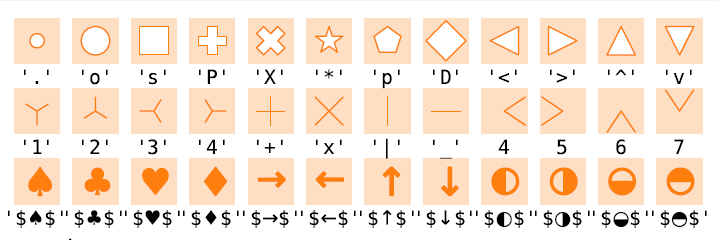 '.' 'o' 's' 'P' 'X' '*' 'p' 'D' '<' '>' '^' 'v'
'1' '2' '3' '4' '+' 'x' '|' '_' 4 5 6 7
'$♠$' '$♣$' '$♥$' '$♦$' '$→$' '$←$' '$↑$' '$↓$' '$◐$' '$◑$' '$◒$' '$◓$'